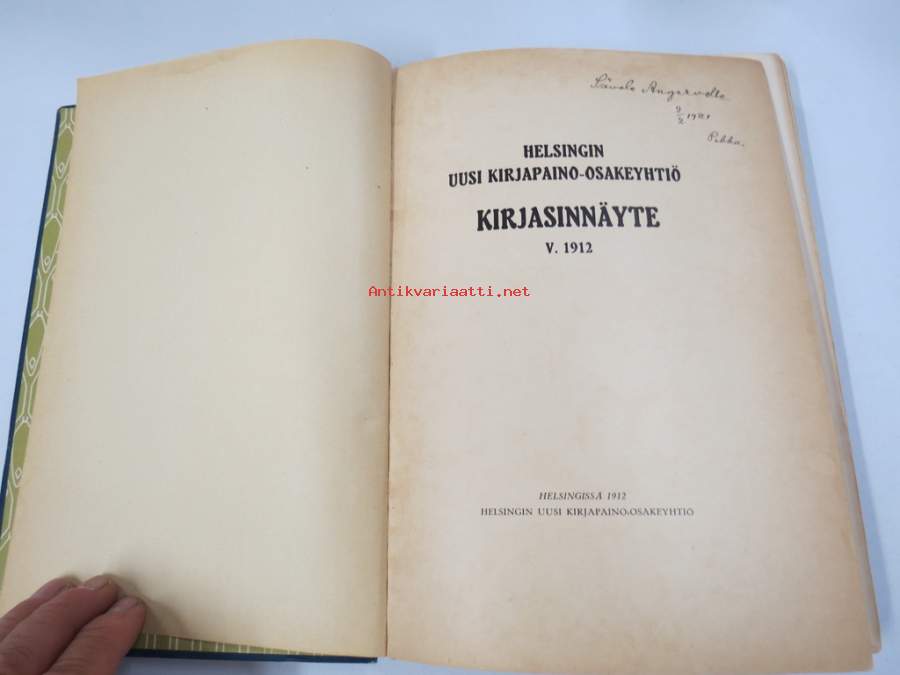 9/2 1921
Pekka.
HELSINGIN
UUSI KIRJAPAINO-OSAKEYHTIÖ
KIRJASINNÄYTE
V. 1912
Antikvariaatti.net
HELSINGISSÄ 1912
HELSINGIN UUSI KIRJAPAINO-OSAKEYHTIÖ